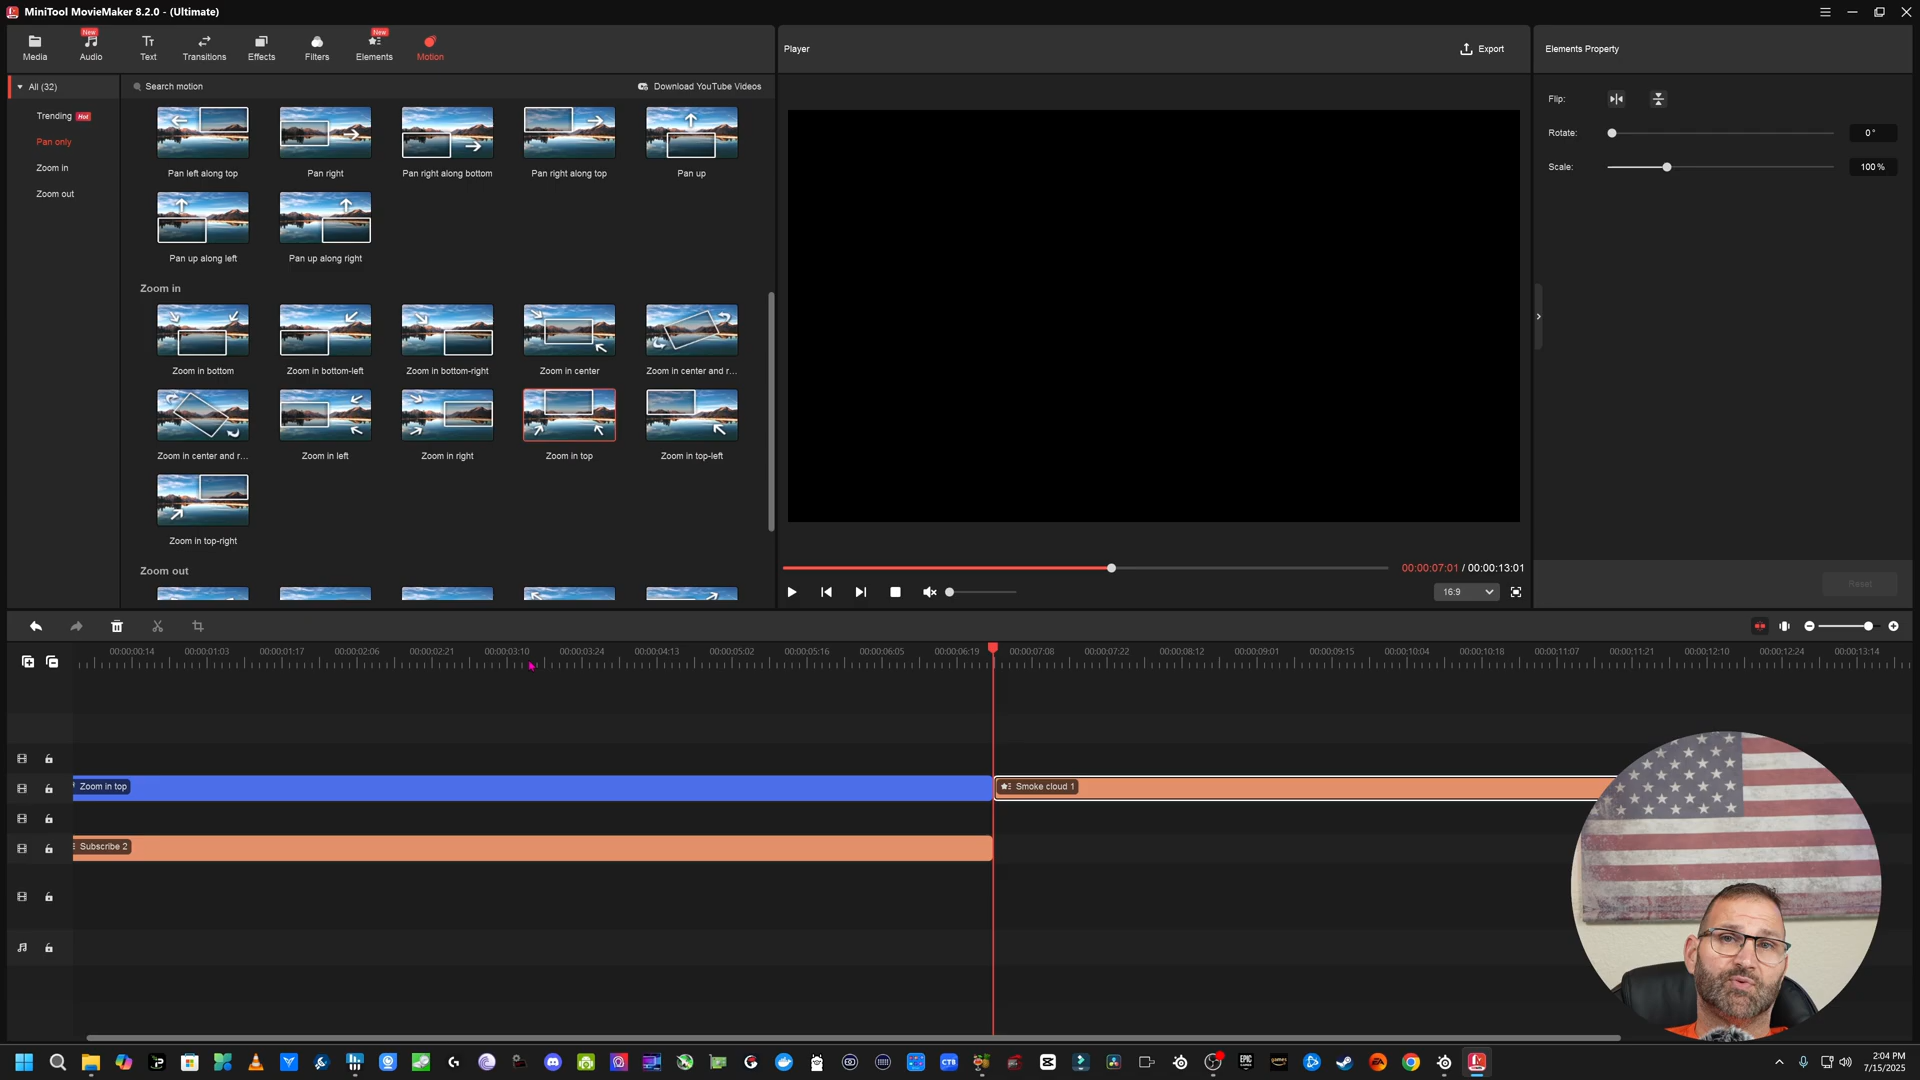 MiniTool MovieMaker 8.2.0 - (Ultimate)
Media
New
Audio
Text
Transitions
Effects
Filters
New
Elements
Motion
Player
Export
Elements Property
All (32)
Search motion
Download YouTube Videos
Trending Hot
Pan only
Zoom in
Zoom out
Pan left along top
Pan right
Pan right along bottom
Pan right along top
Pan up
Pan up along left
Pan up along right
Zoom in
Zoom in bottom
Zoom in bottom-left
Zoom in bottom-right
Zoom in center
Zoom in center and r...
Zoom in center and r...
Zoom in left
Zoom in right
Zoom in top
Zoom in top-left
Zoom in top-right
Zoom out
Flip:
Rotate:
0°
Scale:
100 %
Reset
00:00:07:01 / 00:00:13:01
16:9
00:00:00:14 00:00:01:03 00:00:01:17 00:00:02:06 00:00:02:21 00:00:03:10 00:00:03:24 00:00:04:13 00:00:05:02 00:00:05:16 00:00:06:05 00:00:06:19 00:00:07:08 00:00:07:22 00:00:08:12 00:00:09:01 00:00:09:15 00:00:10:04 00:00:10:18 00:00:11:07 00:00:11:21 00:00:12:10 00:00:12:24 00:00:13:14
Zoom in top
Smoke cloud 1
Subscribe 2
CTB
EPIC
games
EA
2:04 PM
7/15/2025